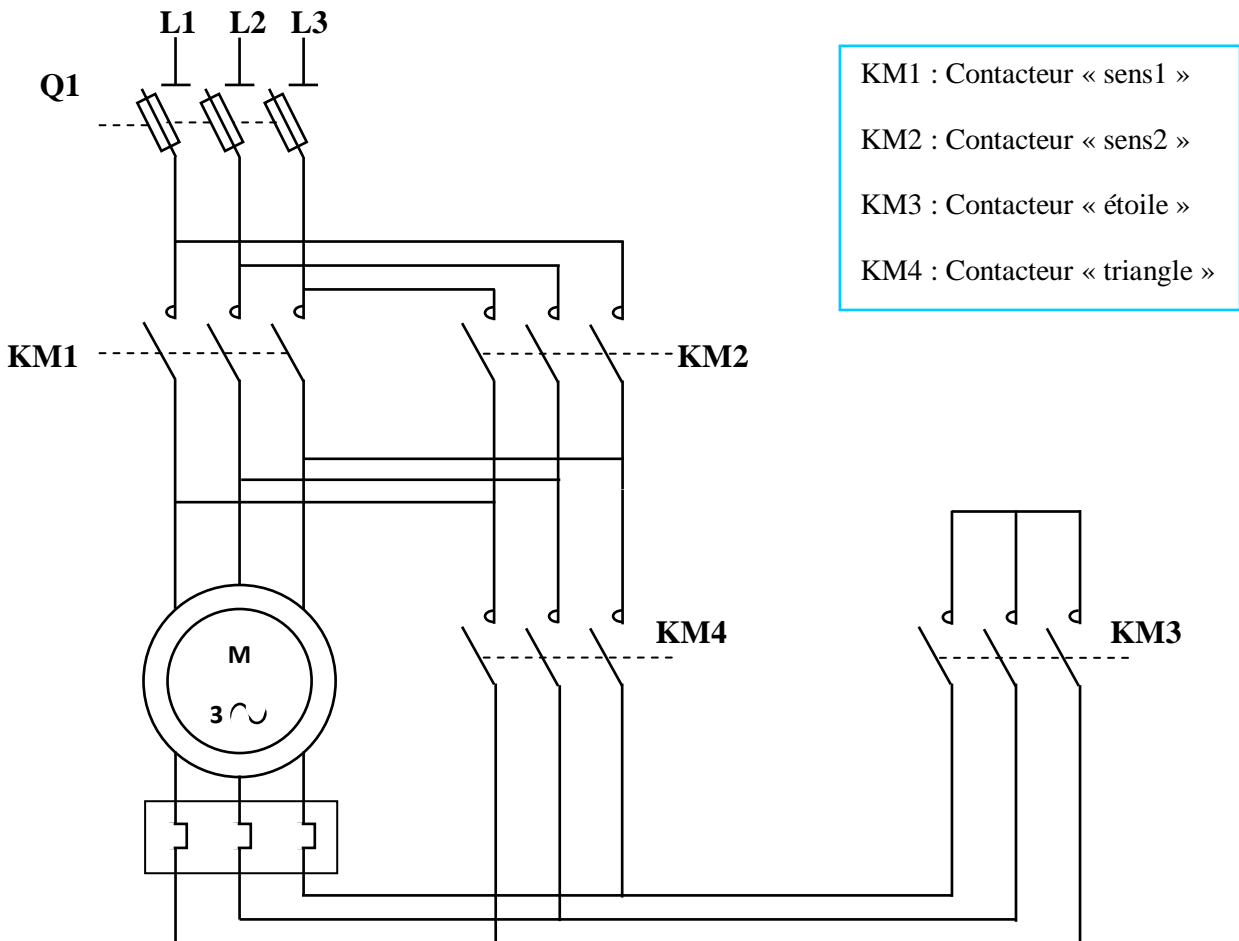 L1 L2 L3
Q1
KM1 : Contacteur « sens1 »
KM2 : Contacteur « sens2 »
KM3 : Contacteur « étoile »
KM4 : Contacteur « triangle »
KM1
KM2
KM4
KM3
M
3